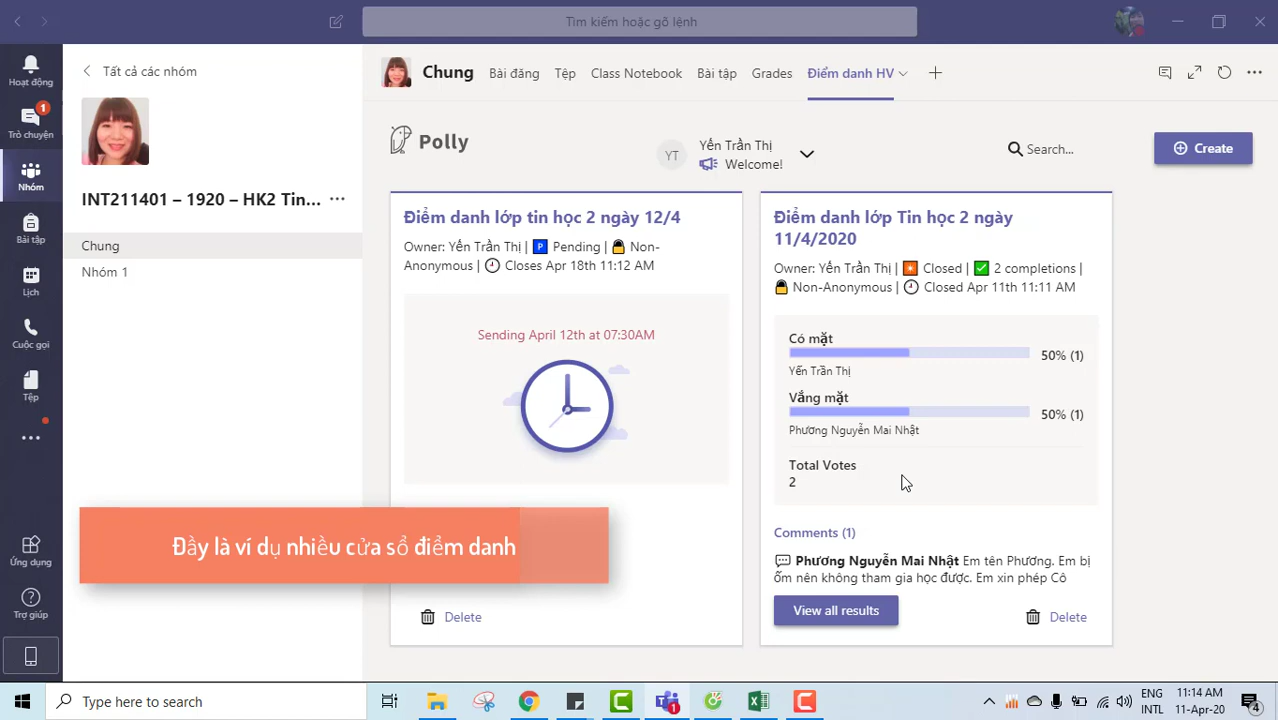 Tìm kiếm hoặc gõ lệnh
Hoạt động
1
Trò chuyện
Nhóm
Bài tập
Lịch
Cuộc gọi
Tệp
Ứng dụng
Trợ giúp
Tất cả các nhóm
INT211401 – 1920 – HK2 Tin...
Chung
Nhóm 1
Chung Bài đăng Tệp Class Notebook Bài tập Grades Điểm danh HV
Polly
YT
Yến Trần Thị
Welcome!
Search...
Create
Điểm danh lớp tin học 2 ngày 12/4
Owner: Yến Trần Thị | P Pending | Non-
Anonymous | Closes Apr 18th 11:12 AM
Sending April 12th at 07:30AM
Delete
Điểm danh lớp Tin học 2 ngày
11/4/2020
Owner: Yến Trần Thị | Closed | 2 completions |
Non-Anonymous | Closed Apr 11th 11:11 AM
Có mặt
50% (1)
Yến Trần Thị
Vắng mặt
50% (1)
Phương Nguyễn Mai Nhật
Total Votes
2
Comments (1)
Phương Nguyễn Mai Nhật Em tên Phương. Em bị
ốm nên không tham gia học được. Em xin phép Cô
View all results
Delete
Đầy là ví dụ nhiều cửa sổ điểm danh
Type here to search
1
ENG
INTL
11:14 AM
11-Apr-20
4